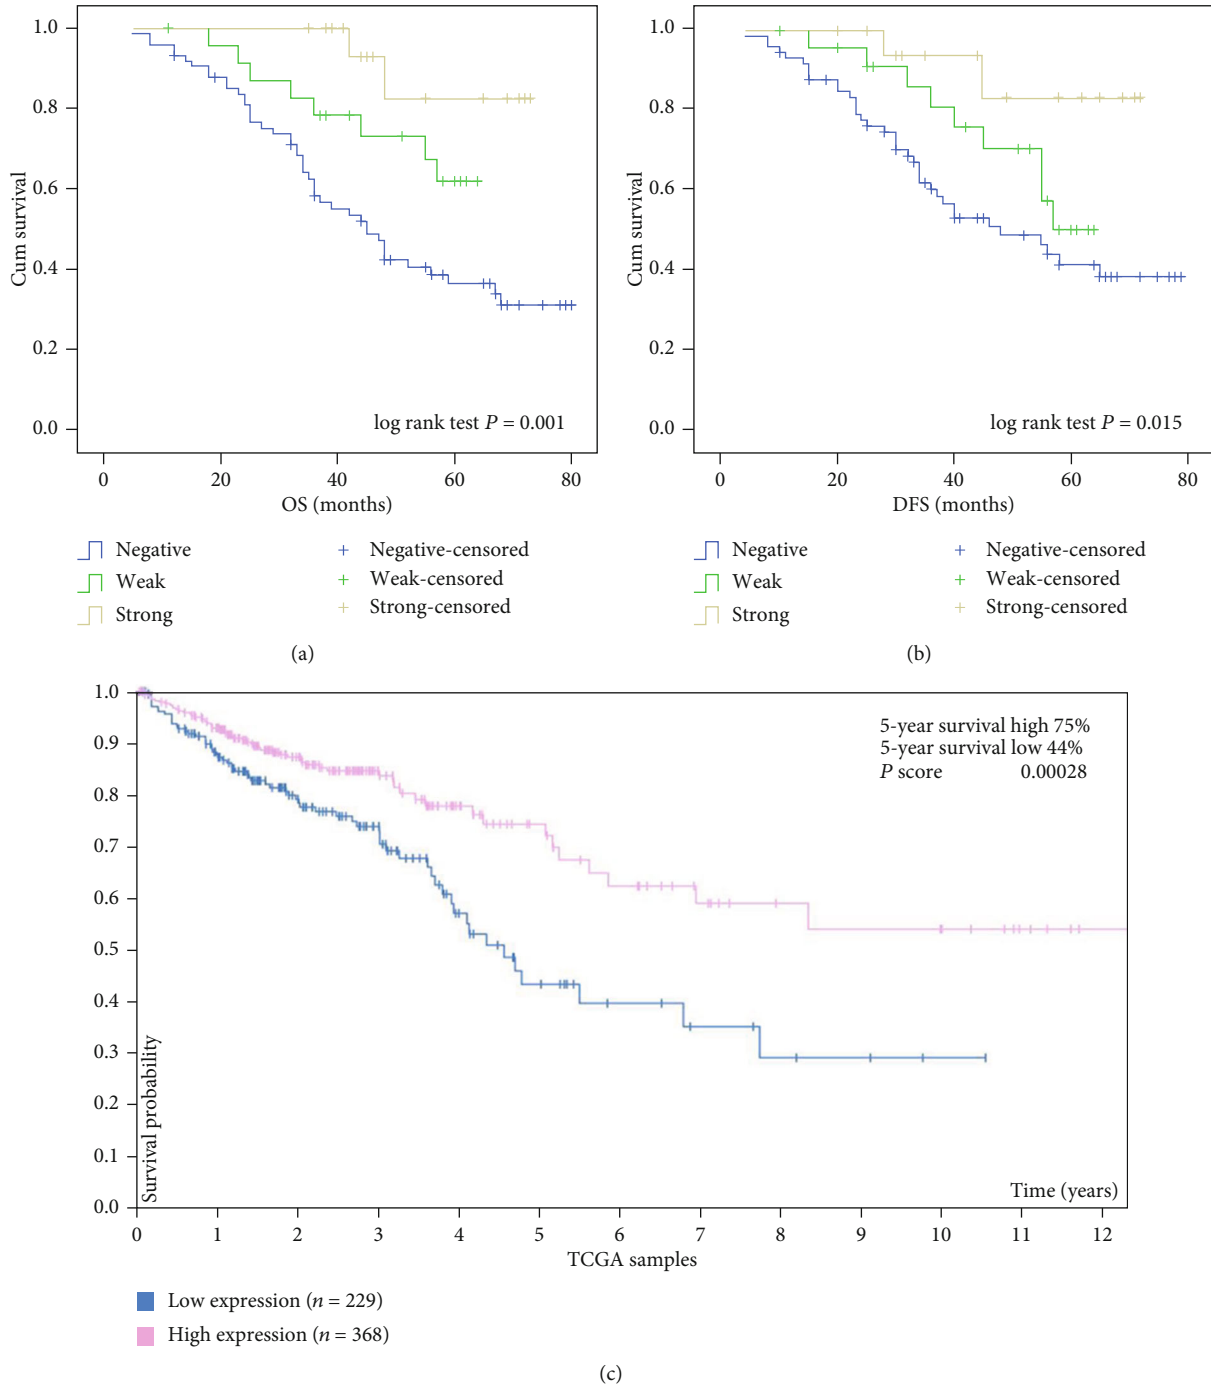 1.0
0.8
0.6
0.4
0.2
0.0
Cum survival
log rank test P = 0.001
0 20 40 60 80
OS (months)
Negative
Weak
Strong
Negative-censored
Weak-censored
Strong-censored
(a)
1.0
0.8
0.6
0.4
0.2
0.0
Cum survival
log rank test P = 0.015
0 20 40 60 80
DFS (months)
Negative
Weak
Strong
Negative-censored
Weak-censored
Strong-censored
(b)
1.0
0.9
0.8
0.7
0.6
0.5
0.4
0.3
0.2
0.1
0.0
Survival probability
5-year survival high 75%
5-year survival low 44%
P score 0.00028
Time (years)
0 1 2 3 4 5 6 7 8 9 10 11 12
TCGA samples
Low expression (n = 229)
High expression (n = 368)
(c)